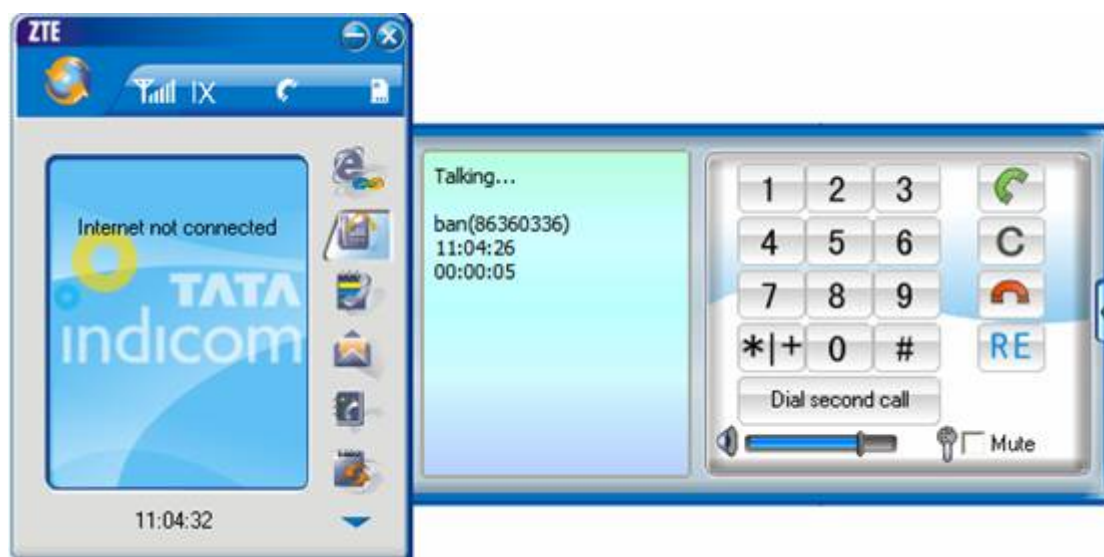 ZTE
1X
Internet not connected
TATA
indicom
11:04:32
Talking...
ban(86360336)
11:04:26
00:00:05
1 2 3
4 5 6 C
7 8 9
*|+ 0 # RE
Dial second call
Mute